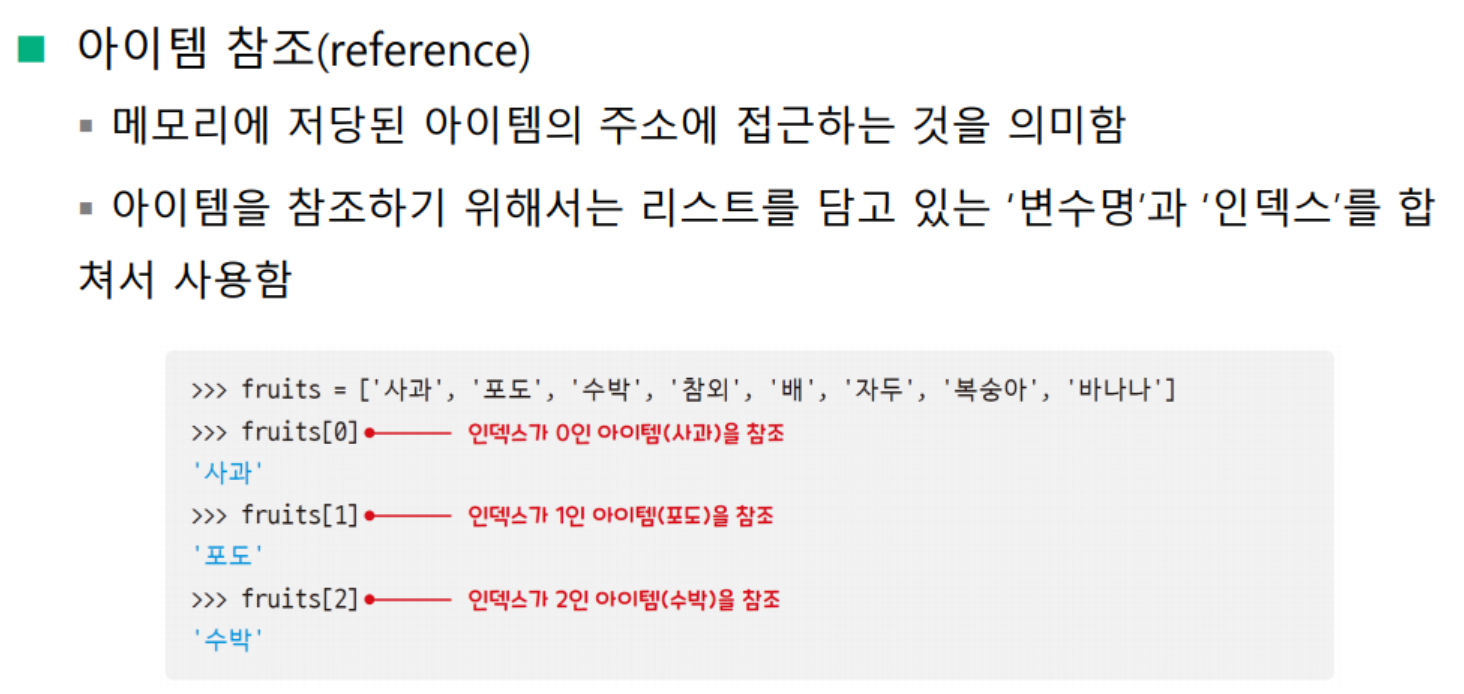 아이템 참조(reference)
메모리에 저당된 아이템의 주소에 접근하는 것을 의미함
아이템을 참조하기 위해서는 리스트를 담고 있는 '변수명'과 '인덱스'를 합
쳐서 사용함
>>> fruits = ['사과', '포도', '수박', '참외', '배', '자두', '복숭아', '바나나']
>>> fruits[0] 인덱스가 0인 아이템(사과)을 참조
'사과'
>>> fruits[1] 인덱스가 1인 아이템(포도)을 참조
'포도'
>>> fruits[2] 인덱스가 2인 아이템(수박)을 참조
'수박'